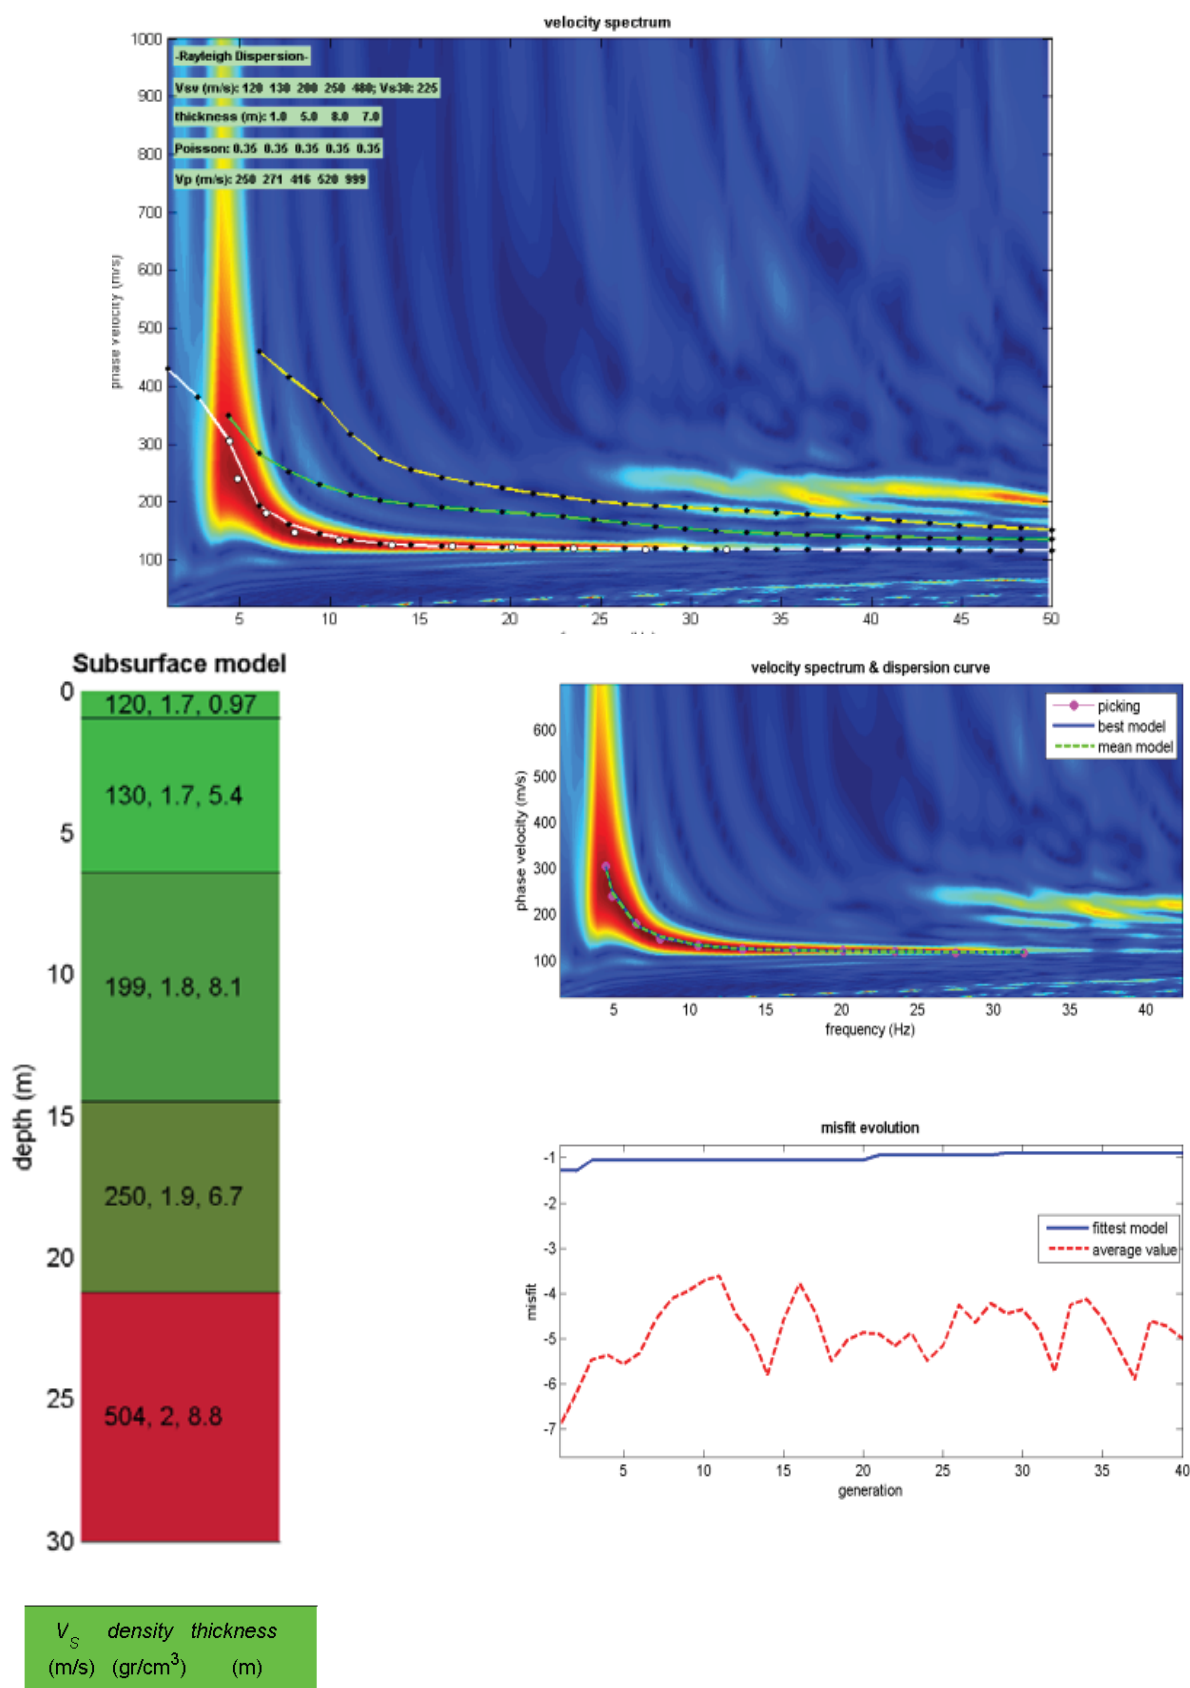 velocity spectrum
-Rayleigh Dispersion-
Vsv (m/s): 120 130 200 250 480; Vs30: 225
thickness (m): 1.0 5.0 8.0 7.0
Poisson: 0.35 0.35 0.35 0.35 0.35
Vp (m/s): 250 271 416 520 999
1000
900
800
700
600
500
400
300
200
100
phase velocity (m/s)
5 10 15 20 25 30 35 40 45 50
Subsurface model
0
5
10
15
20
25
30
depth (m)
120, 1.7, 0.97
130, 1.7, 5.4
199, 1.8, 8.1
250, 1.9, 6.7
504, 2, 8.8
V_S density thickness
(m/s) (gr/cm³) (m)
velocity spectrum & dispersion curve
picking
best model
mean model
600
500
400
300
200
100
phase velocity (m/s)
5 10 15 20 25 30 35 40
frequency (Hz)
misfit evolution
-1
-2
-3
-4
-5
-6
-7
misfit
fittest model
average value
5 10 15 20 25 30 35 40
generation